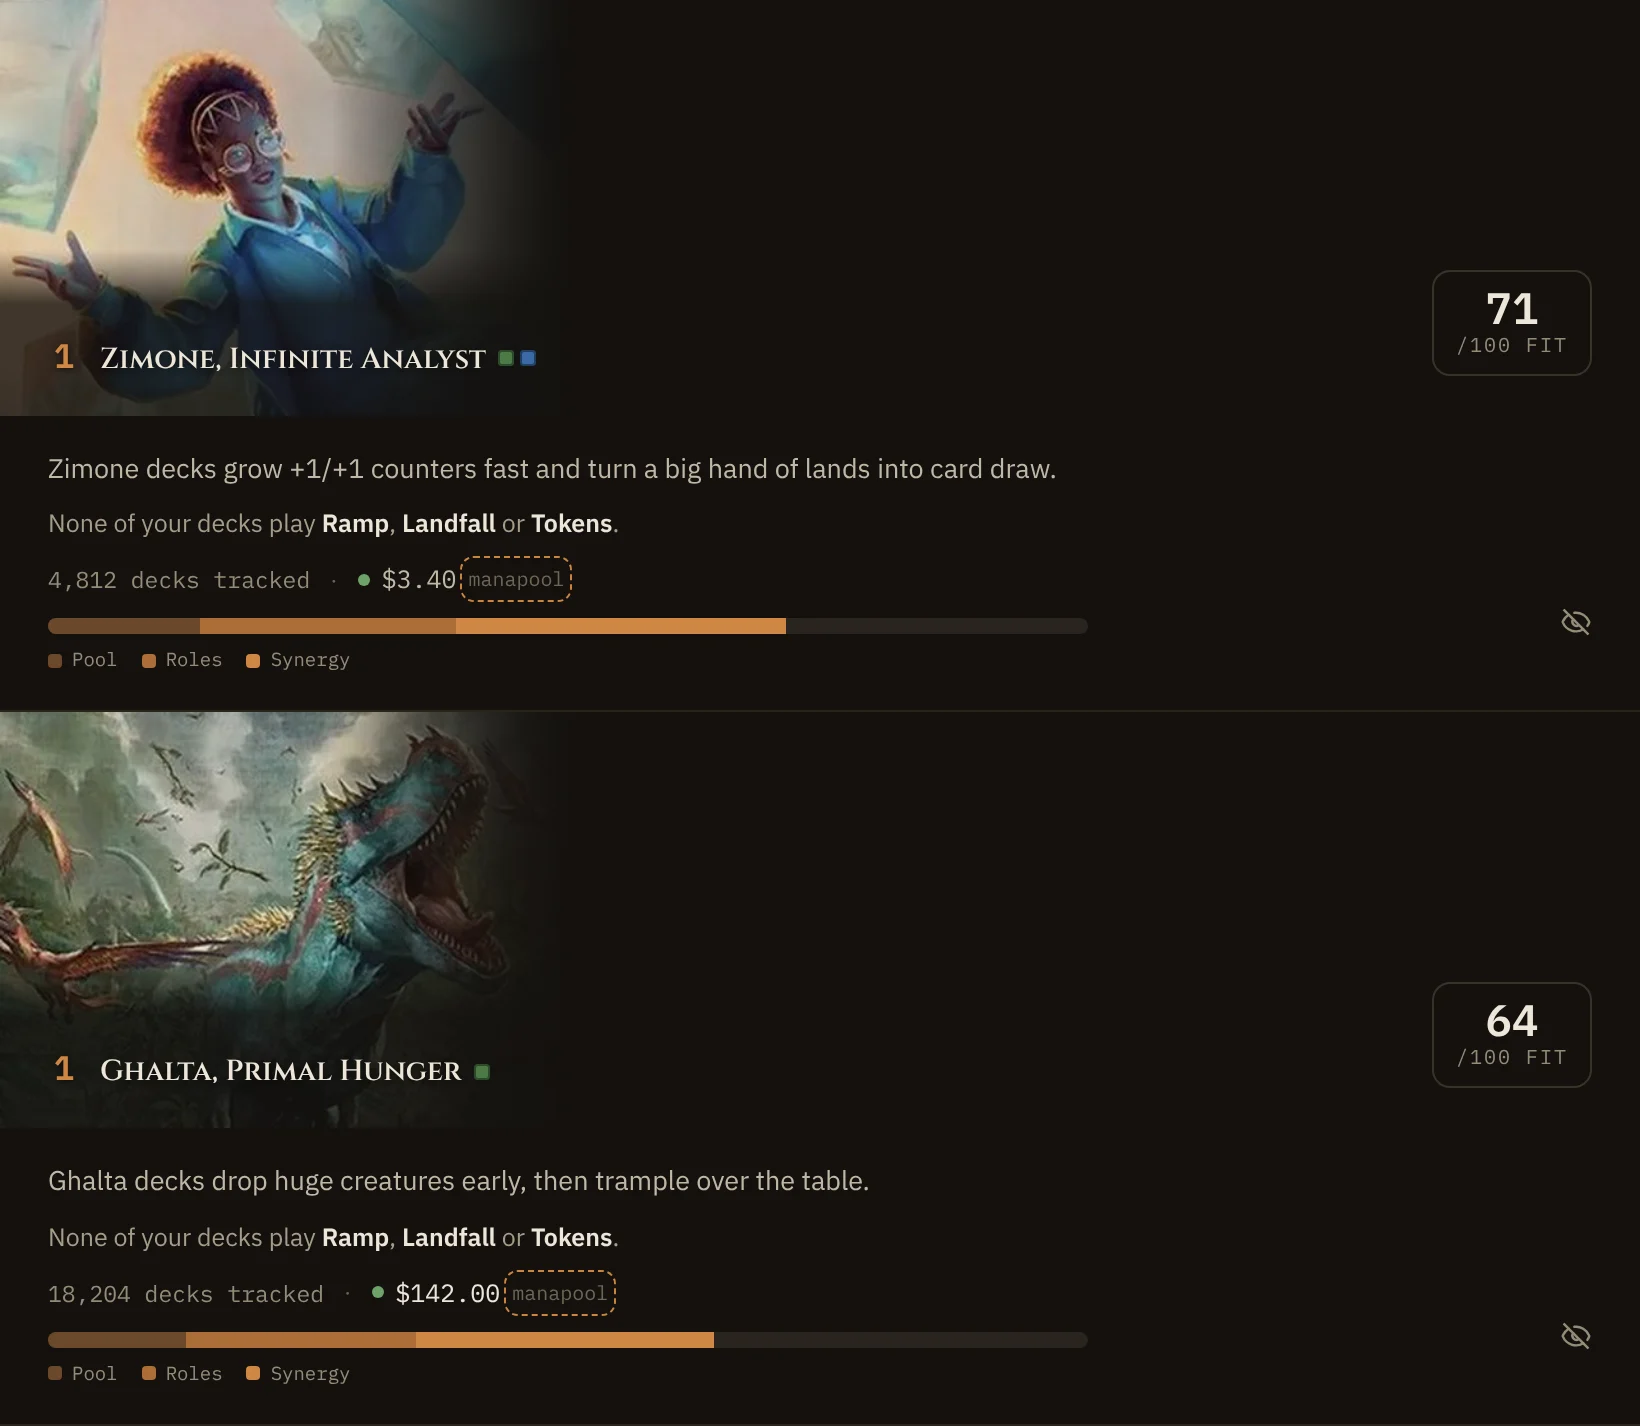 1 Zimone, Infinite Analyst
71
/100 FIT
Zimone decks grow +1/+1 counters fast and turn a big hand of lands into card draw.
None of your decks play Ramp, Landfall or Tokens.
4,812 decks tracked · $3.40 manapool
Pool Roles Synergy
1 Ghalta, Primal Hunger
64
/100 FIT
Ghalta decks drop huge creatures early, then trample over the table.
None of your decks play Ramp, Landfall or Tokens.
18,204 decks tracked · $142.00 manapool
Pool Roles Synergy